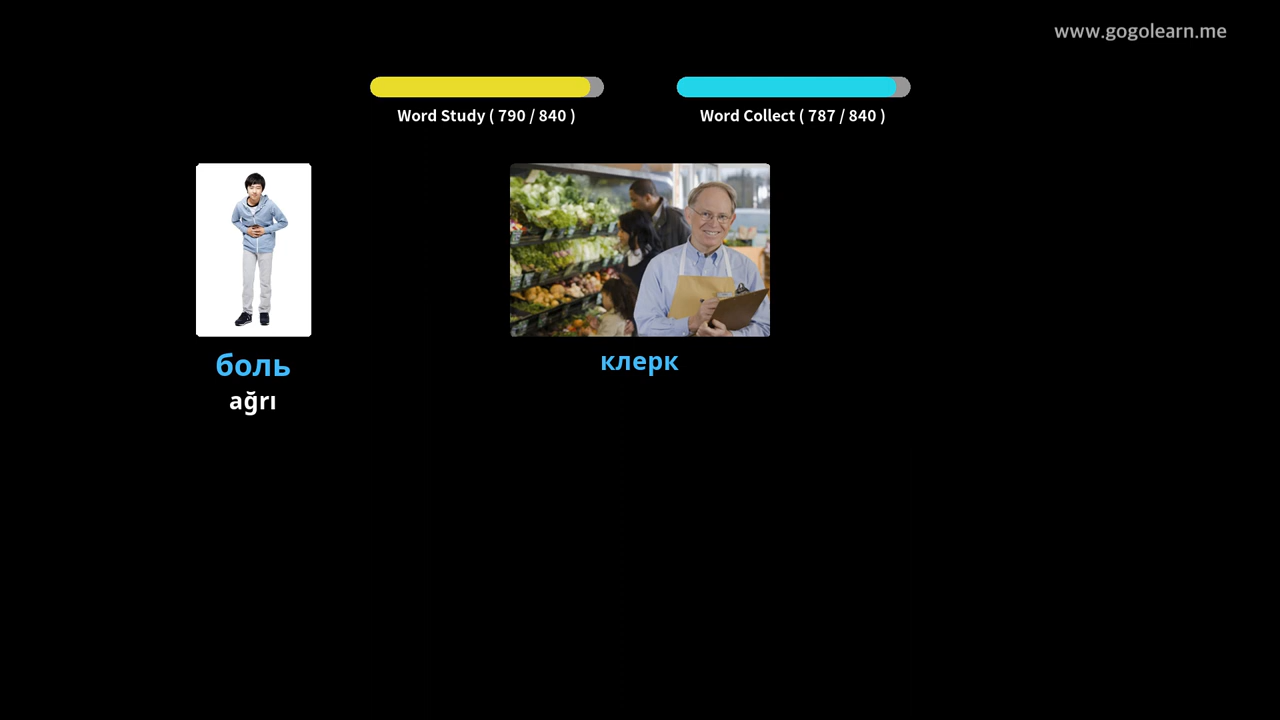 www.gogolearn.me
Word Study ( 790 / 840 )
Word Collect ( 787 / 840 )
боль
ağrı
клерк